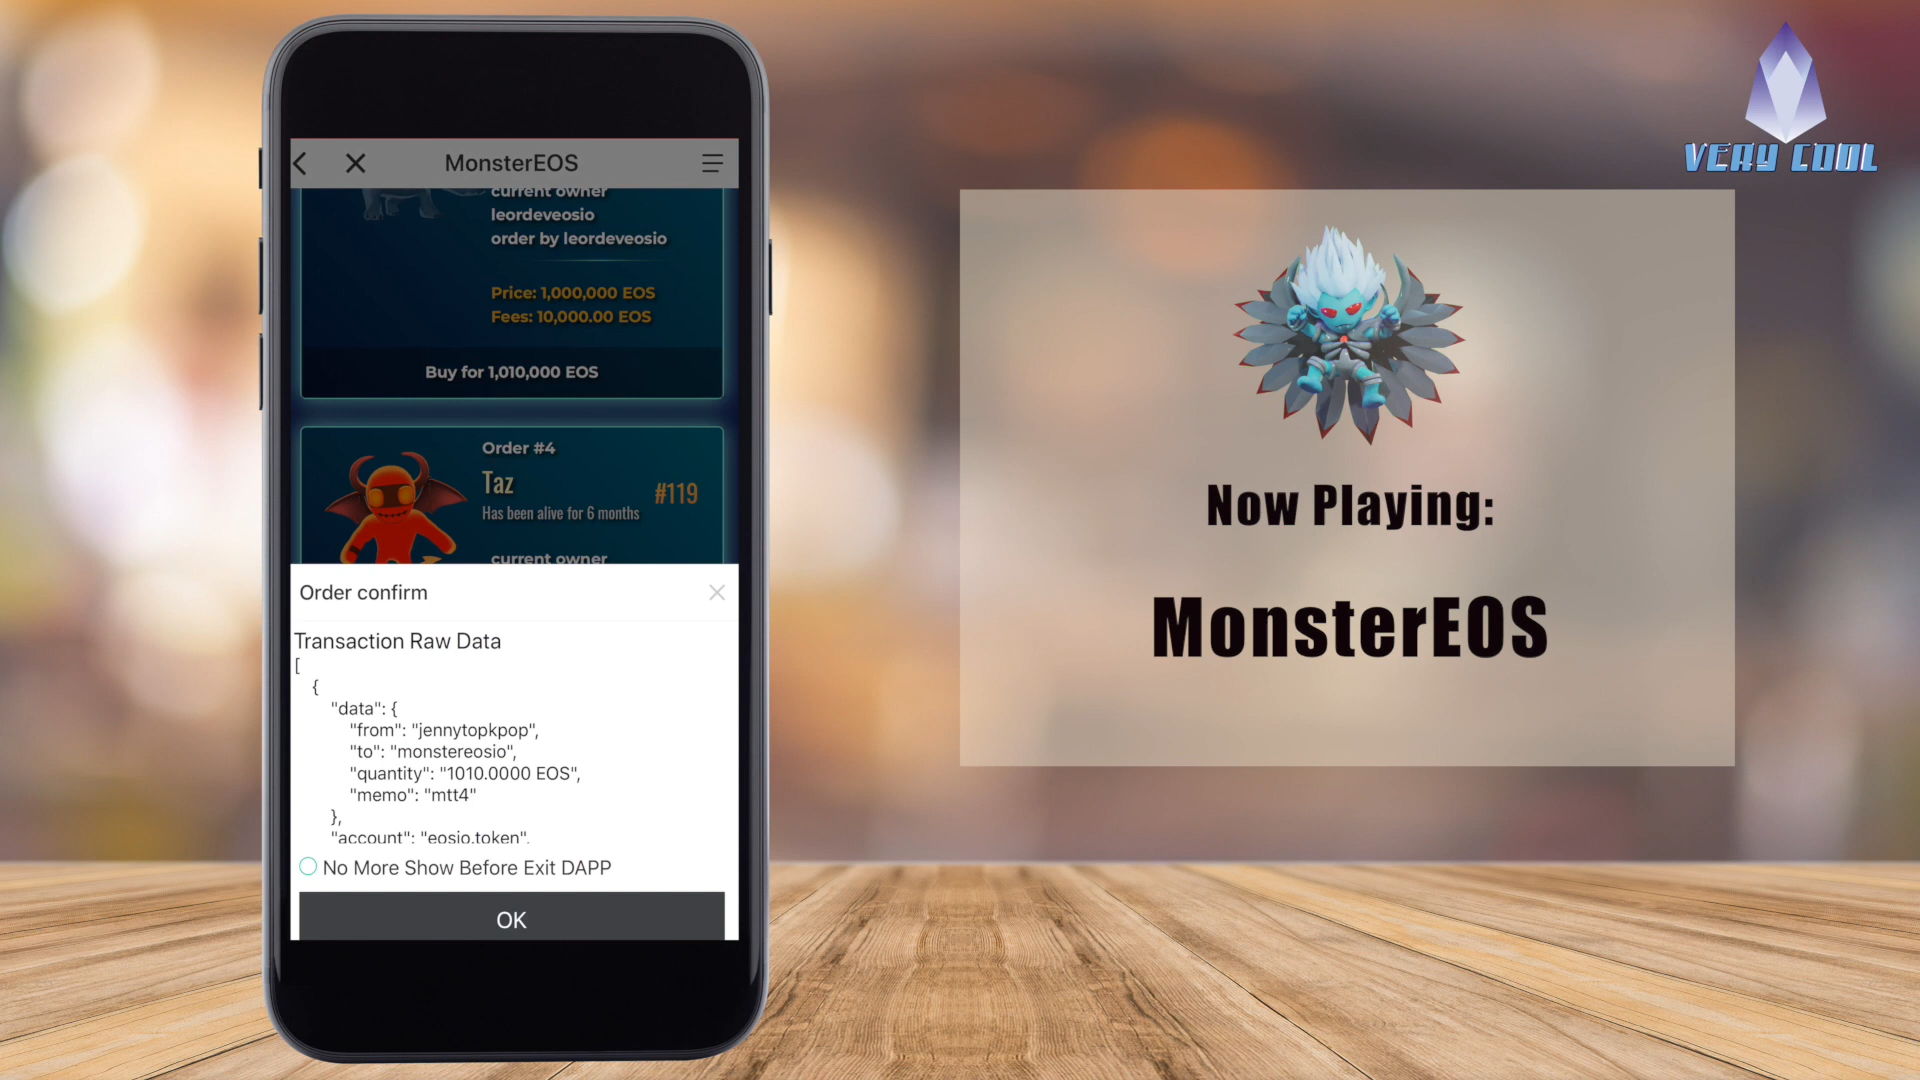 MonsterEOS
current owner
leordeveosio
order by leordeveosio
Price: 1,000,000 EOS
Fees: 10,000.00 EOS
Buy for 1,010,000 EOS
Order #4
Taz
#119
Has been alive for 6 months
current owner
Order confirm
Transaction Raw Data
[
{
"data": {
"from": "jennytopkpop",
"to": "monstereosio",
"quantity": "1010.0000 EOS",
"memo": "mtt4"
},
"account": "eosio.token",
No More Show Before Exit DAPP
OK
VERY COOL
Now Playing:
MonsterEOS